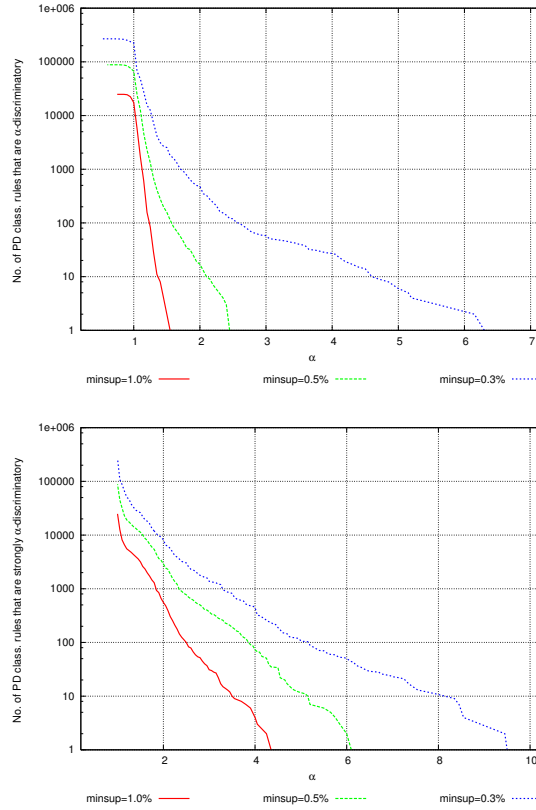 1e+006
100000
10000
1000
100
10
1
No. of PD class. rules that are α-discriminatory
1 2 3 4 5 6 7
α
minsup=1.0% minsup=0.5% minsup=0.3%
1e+006
100000
10000
1000
100
10
1
No. of PD class. rules that are strongly α-discriminatory
2 4 6 8 10
α
minsup=1.0% minsup=0.5% minsup=0.3%